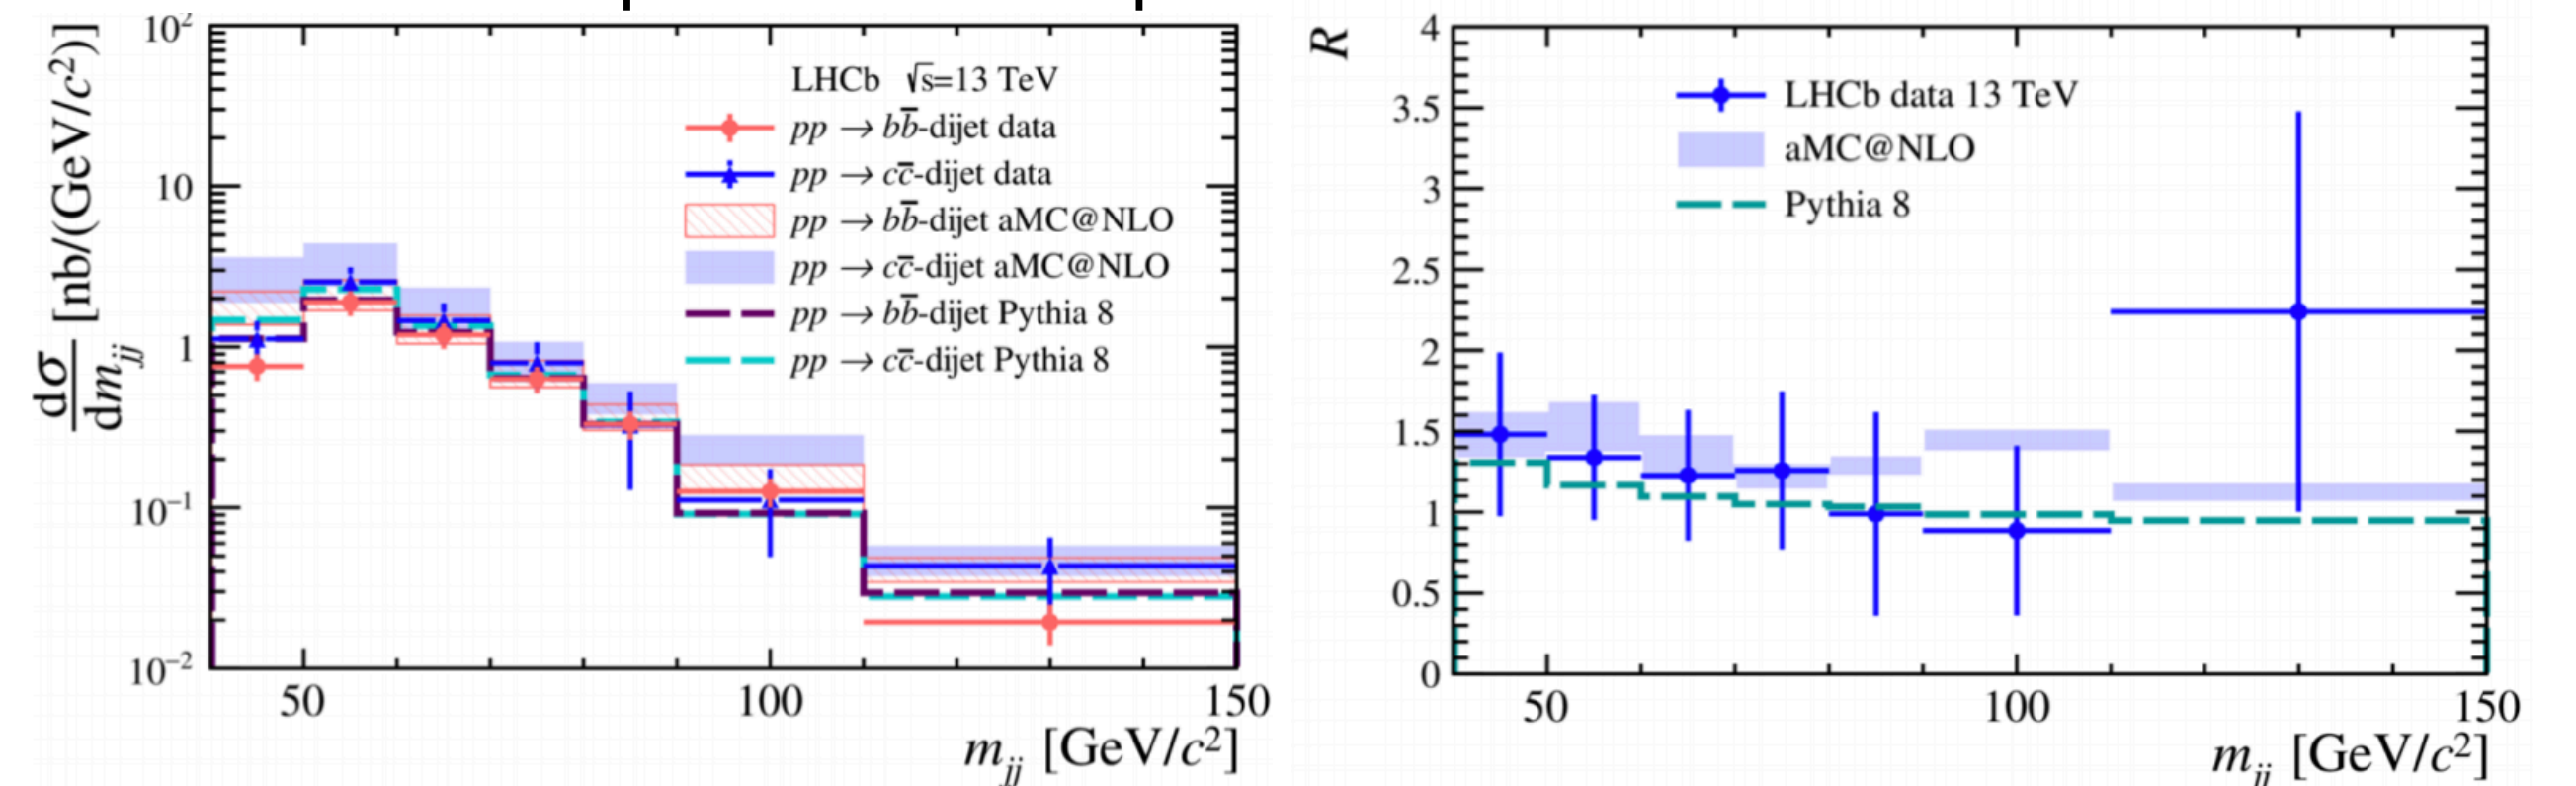 10²
10
1
10⁻¹
10⁻²
dσ/dm_jj [nb/(GeV/c²)]
LHCb √s=13 TeV
pp → bb̅-dijet data
pp → cc̅-dijet data
pp → bb̅-dijet aMC@NLO
pp → cc̅-dijet aMC@NLO
pp → bb̅-dijet Pythia 8
pp → cc̅-dijet Pythia 8
50 100 150
m_jj [GeV/c²]
R
4
3.5
3
2.5
2
1.5
1
0.5
0
LHCb data 13 TeV
aMC@NLO
Pythia 8
50 100 150
m_jj [GeV/c²]